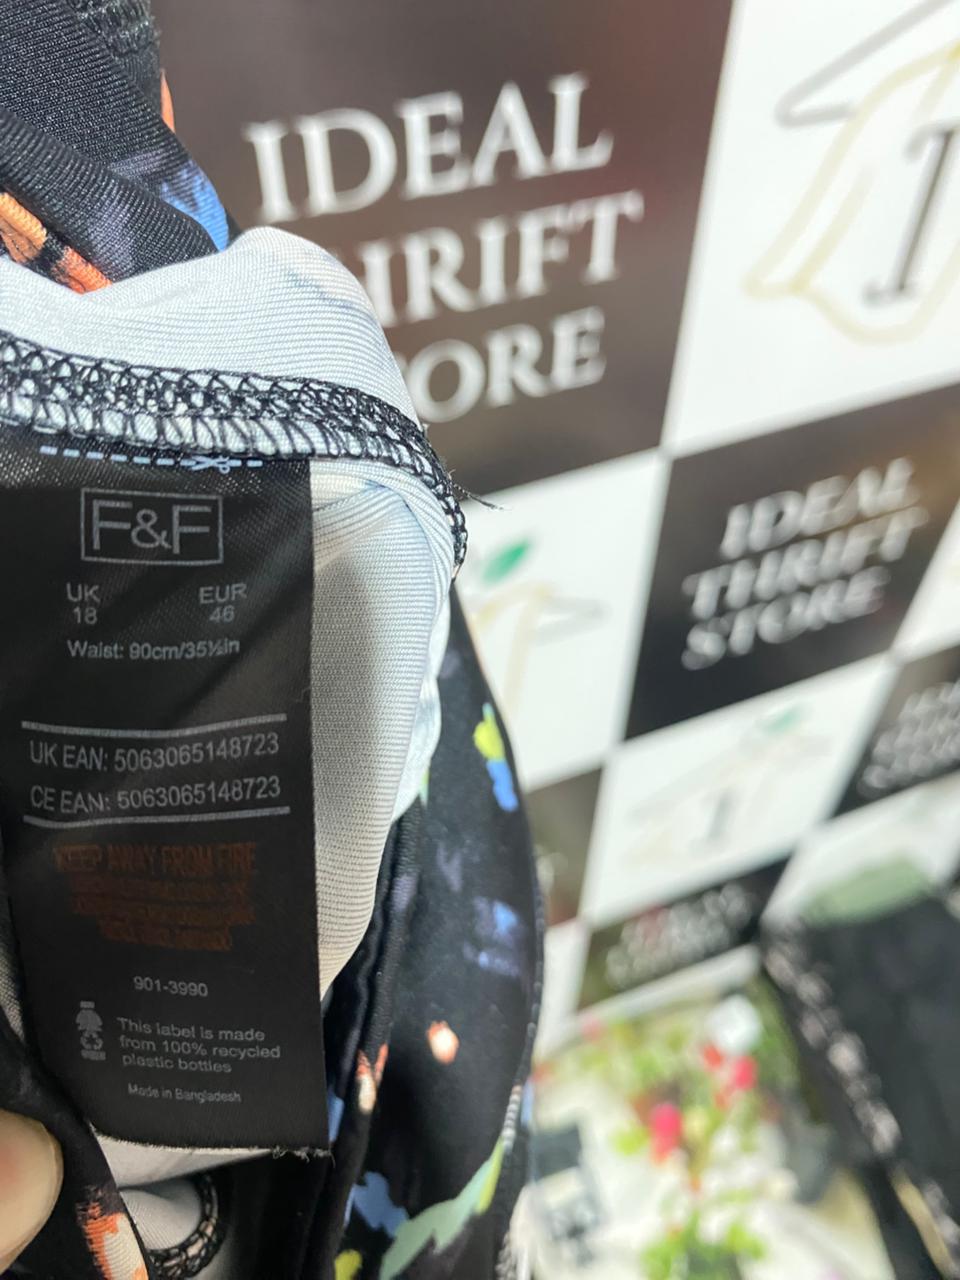 IDEAL
THRIFT
STORE
I
IDEAL
THRIFT
STORE
F&F
UK EUR
18 46
Waist: 90cm/35½in
UK EAN: 5063065148723
CE EAN: 5063065148723
KEEP AWAY FROM FIRE
901-3990
This label is made
from 100% recycled
plastic bottles
Made in Bangladesh